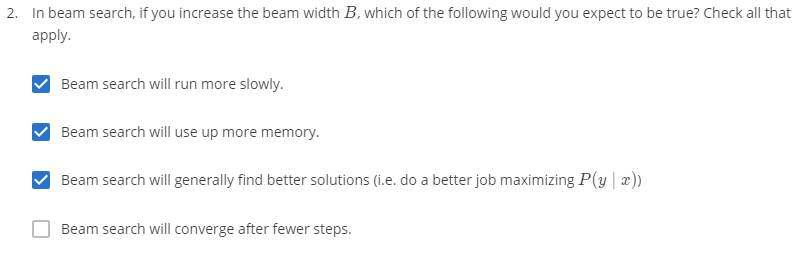 2. In beam search, if you increase the beam width B, which of the following would you expect to be true? Check all that
apply.
Beam search will run more slowly.
Beam search will use up more memory.
Beam search will generally find better solutions (i.e. do a better job maximizing P(y | x))
Beam search will converge after fewer steps.